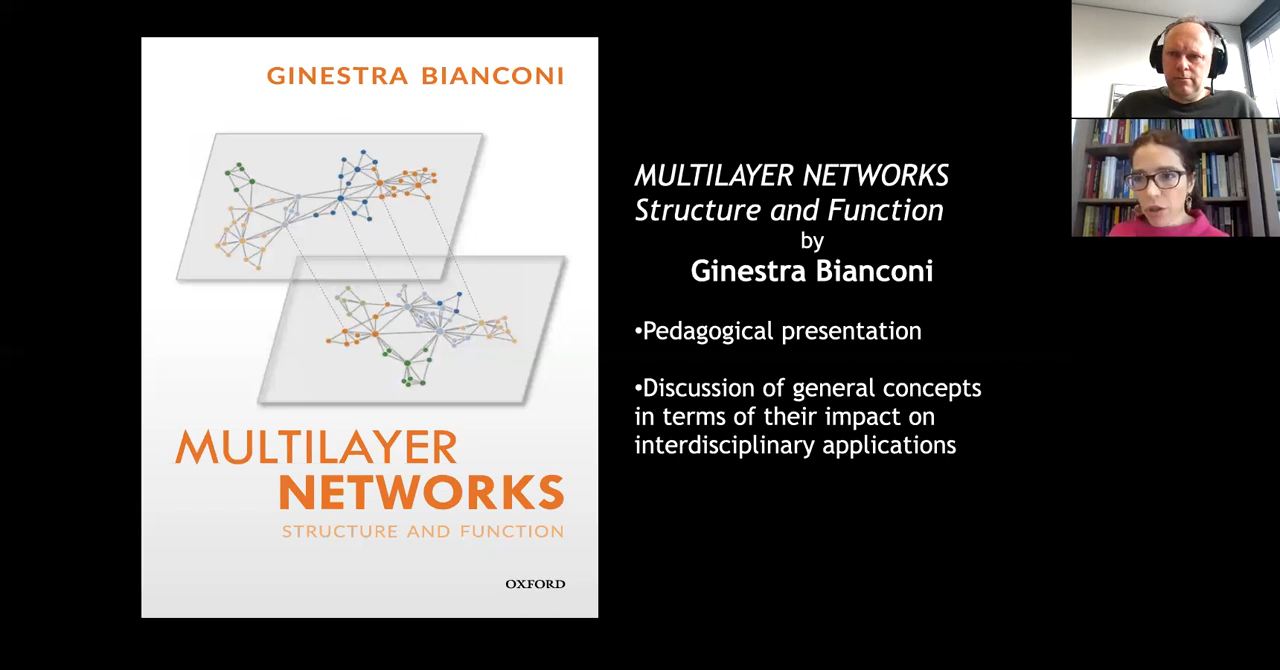 GINESTRA BIANCONI
MULTILAYER
NETWORKS
STRUCTURE AND FUNCTION
OXFORD
MULTILAYER NETWORKS
Structure and Function
by
Ginestra Bianconi
•Pedagogical presentation
•Discussion of general concepts
in terms of their impact on
interdisciplinary applications